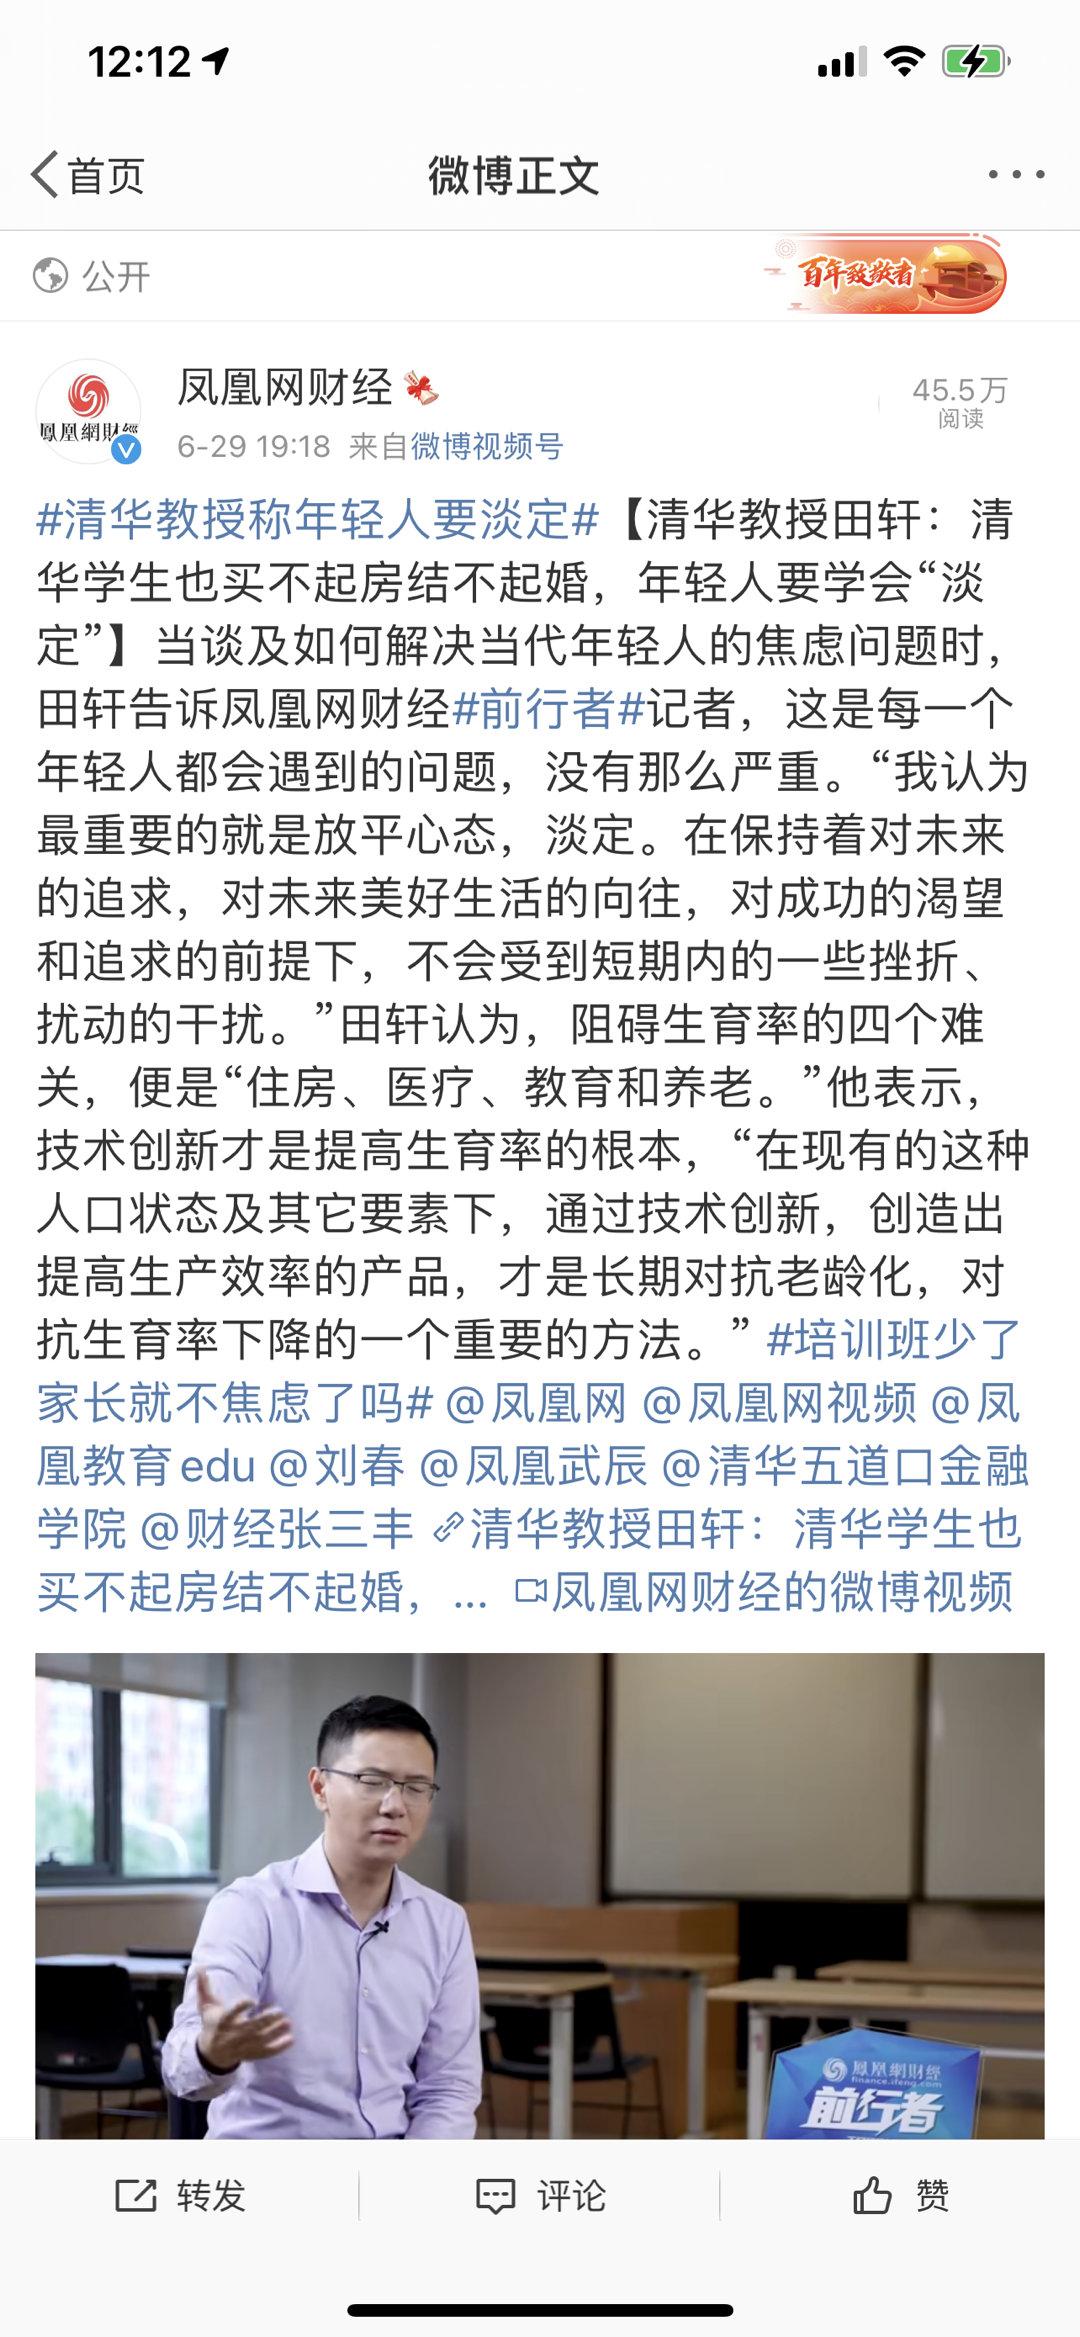 12:12
首页
微博正文
公开
百年致敬者
鳳凰網財經
凤凰网财经
45.5万
阅读
6-29 19:18 来自微博视频号
#清华教授称年轻人要淡定#【清华教授田轩：清
华学生也买不起房结不起婚，年轻人要学会“淡
定”】当谈及如何解决当代年轻人的焦虑问题时，
田轩告诉凤凰网财经#前行者#记者，这是每一个
年轻人都会遇到的问题，没有那么严重。“我认为
最重要的就是放平心态，淡定。在保持着对未来
的追求，对未来美好生活的向往，对成功的渴望
和追求的前提下，不会受到短期内的一些挫折、
扰动的干扰。”田轩认为，阻碍生育率的四个难
关，便是“住房、医疗、教育和养老。”他表示，
技术创新才是提高生育率的根本，“在现有的这种
人口状态及其它要素下，通过技术创新，创造出
提高生产效率的产品，才是长期对抗老龄化，对
抗生育率下降的一个重要的方法。” #培训班少了
家长就不焦虑了吗# @凤凰网 @凤凰网视频 @凤
凰教育edu @刘春 @凤凰武辰 @清华五道口金融
学院 @财经张三丰 清华教授田轩：清华学生也
买不起房结不起婚，... 凤凰网财经的微博视频
鳳凰網財經
finance.ifeng.com
前行者
转发
评论
赞